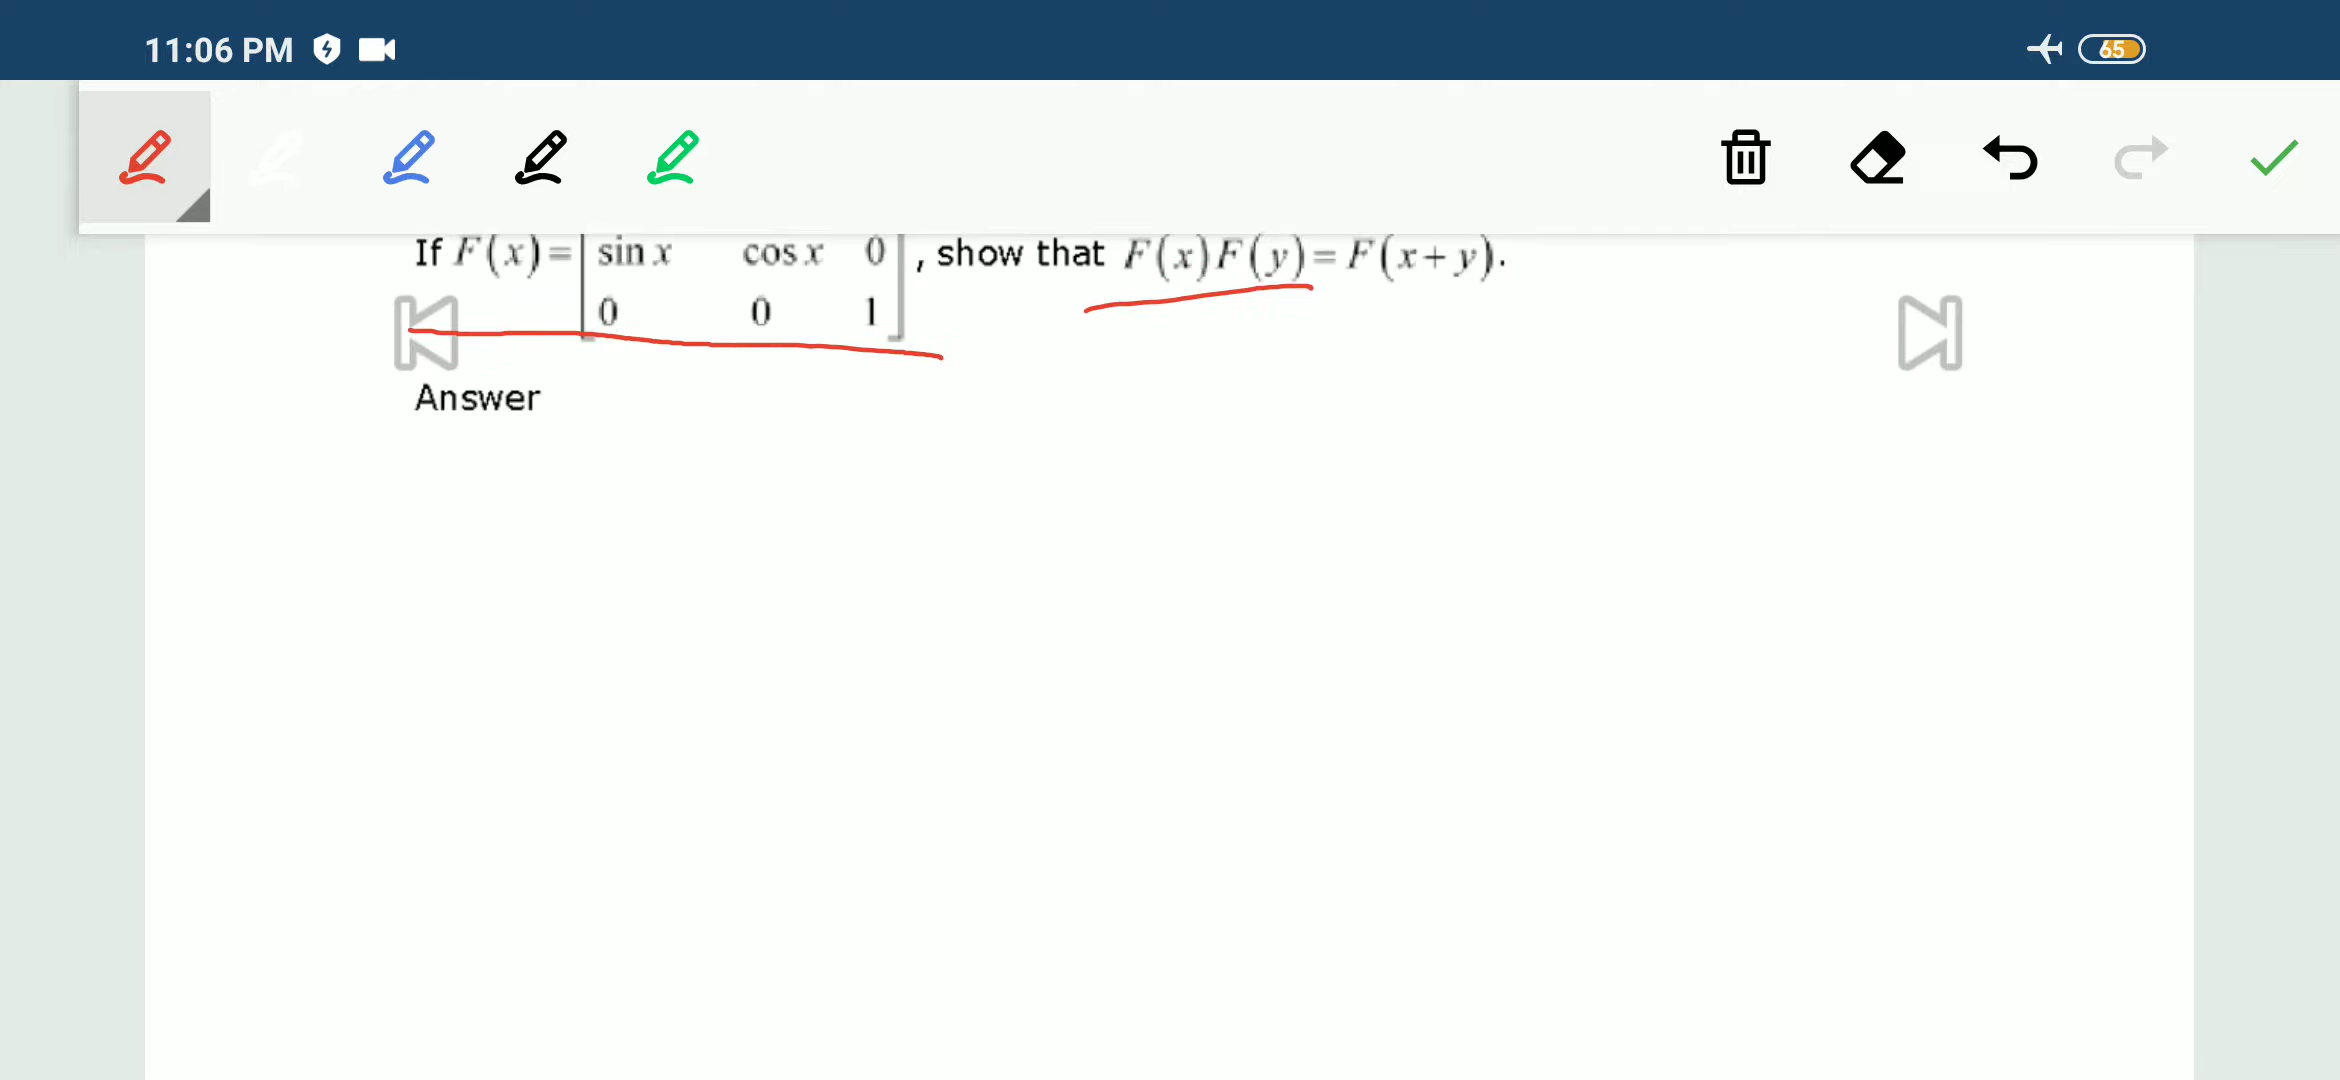 11:06 PM
65
If F(x)= [sin x cos x 0
0 0 1], show that F(x)F(y)=F(x+y).
Answer